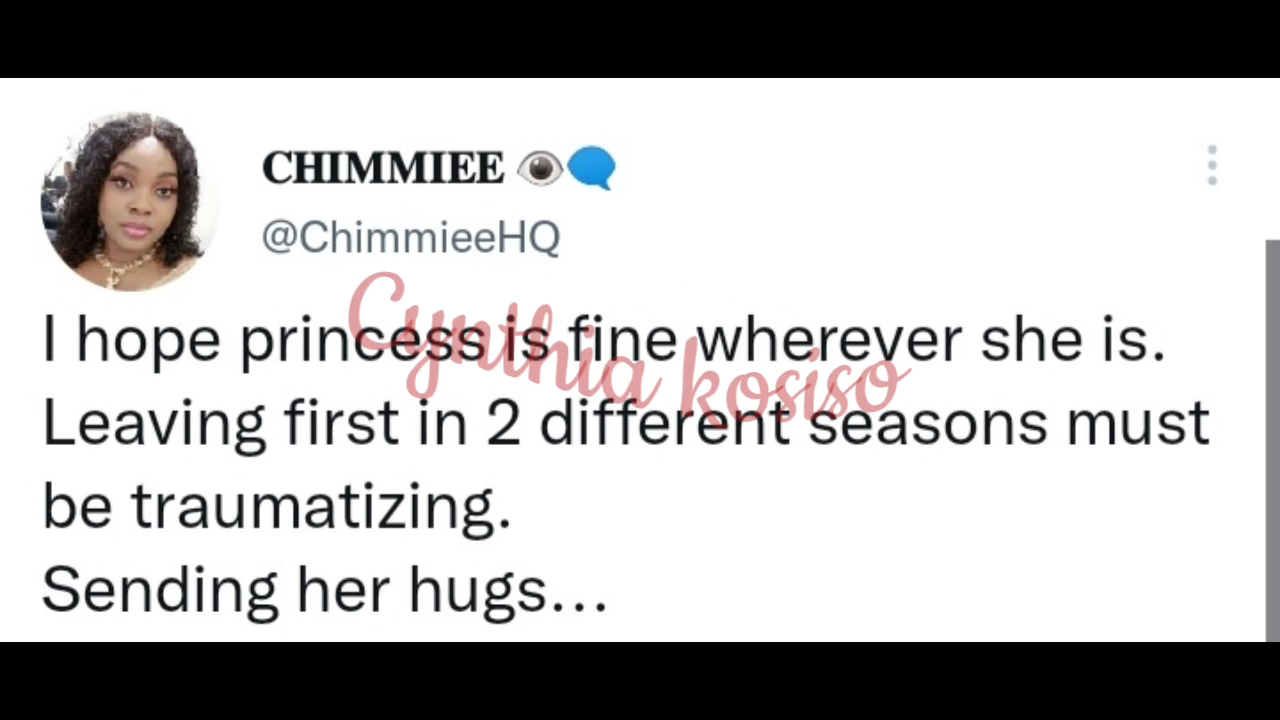 CHIMMIEE 👁️🗨️
@ChimmieeHQ
I hope princess is fine wherever she is.
Leaving first in 2 different seasons must
be traumatizing.
Sending her hugs...
Cynthia kosiso